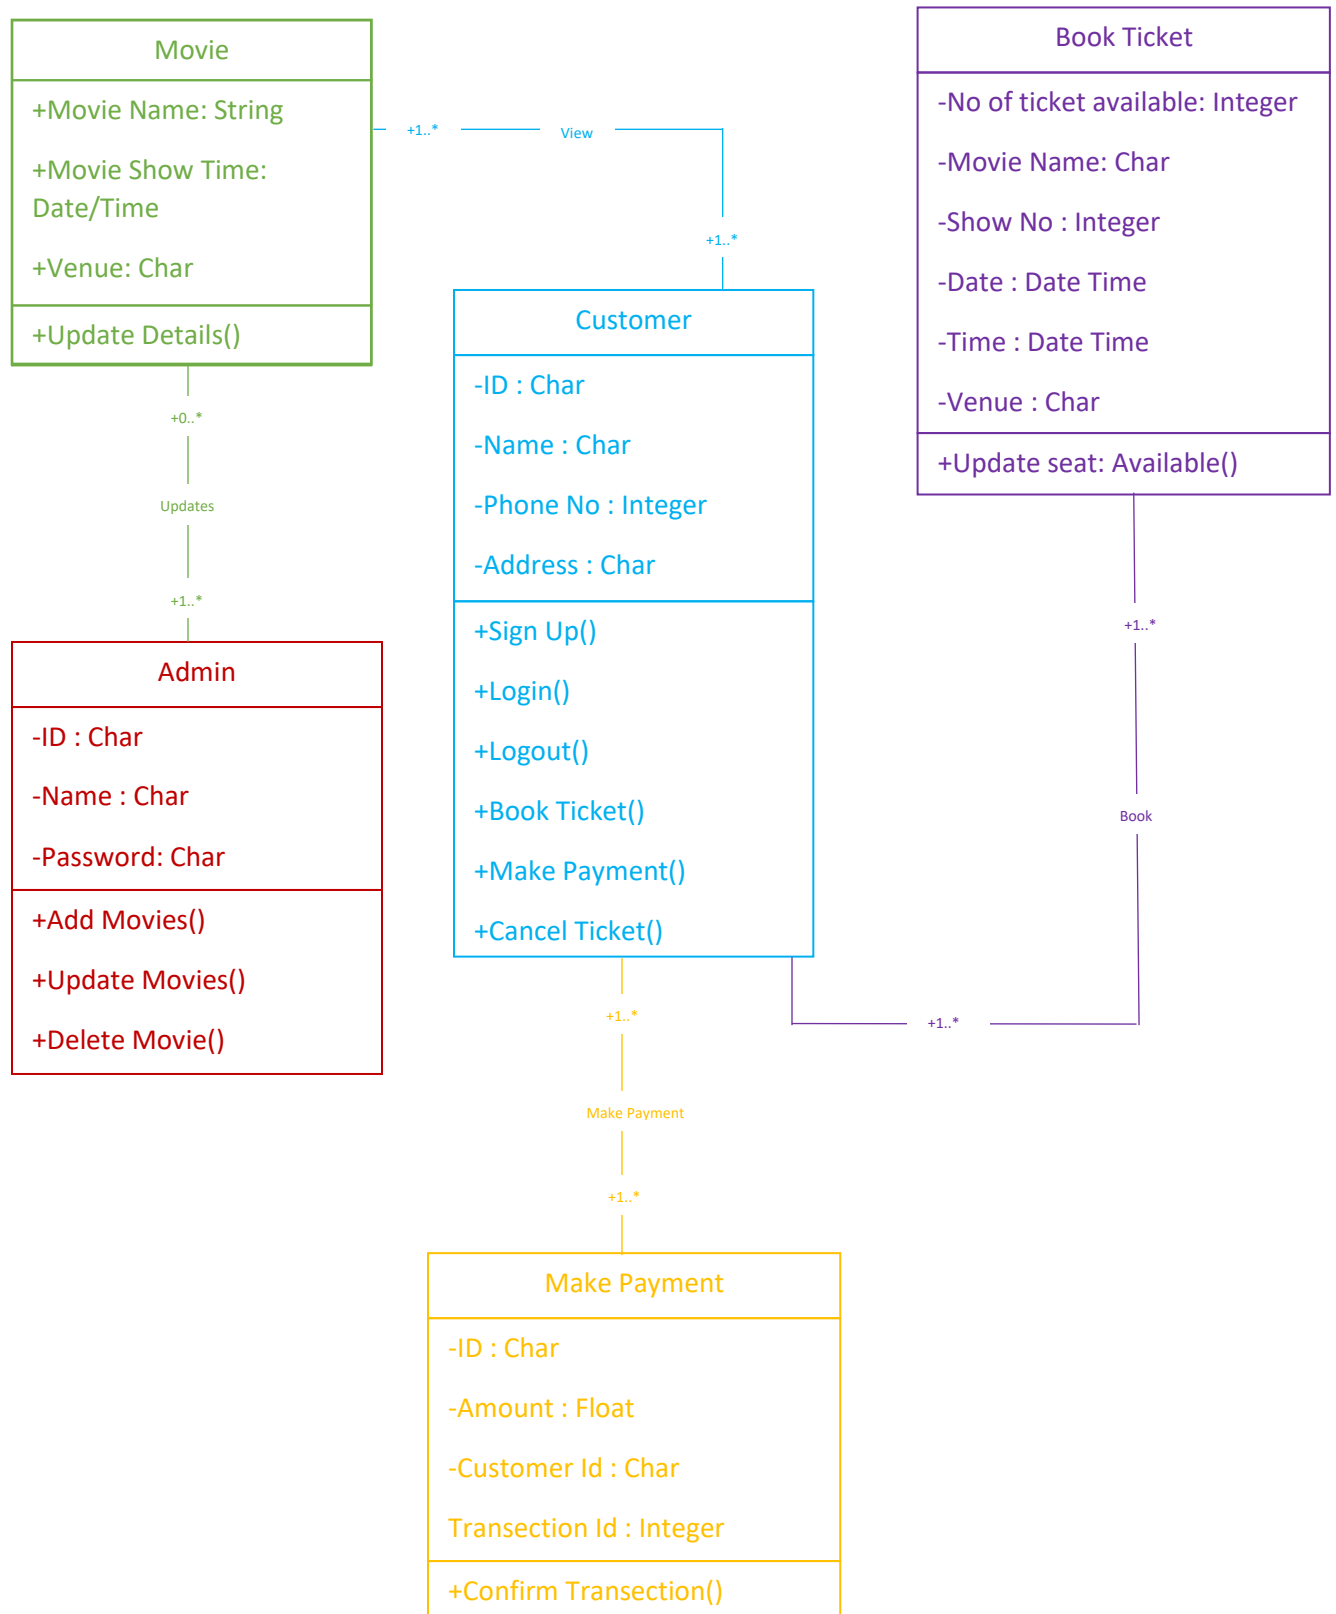 Movie
+Movie Name: String
+Movie Show Time:
Date/Time
+Venue: Char
+Update Details()
+1..*
View
+1..*
Book Ticket
-No of ticket available: Integer
-Movie Name: Char
-Show No : Integer
-Date : Date Time
-Time : Date Time
-Venue : Char
+Update seat: Available()
+0..*
Updates
+1..*
Customer
-ID : Char
-Name : Char
-Phone No : Integer
-Address : Char
+Sign Up()
+Login()
+Logout()
+Book Ticket()
+Make Payment()
+Cancel Ticket()
+1..*
Book
+1..*
Admin
-ID : Char
-Name : Char
-Password: Char
+Add Movies()
+Update Movies()
+Delete Movie()
+1..*
Make Payment
+1..*
Make Payment
-ID : Char
-Amount : Float
-Customer Id : Char
Transection Id : Integer
+Confirm Transection()